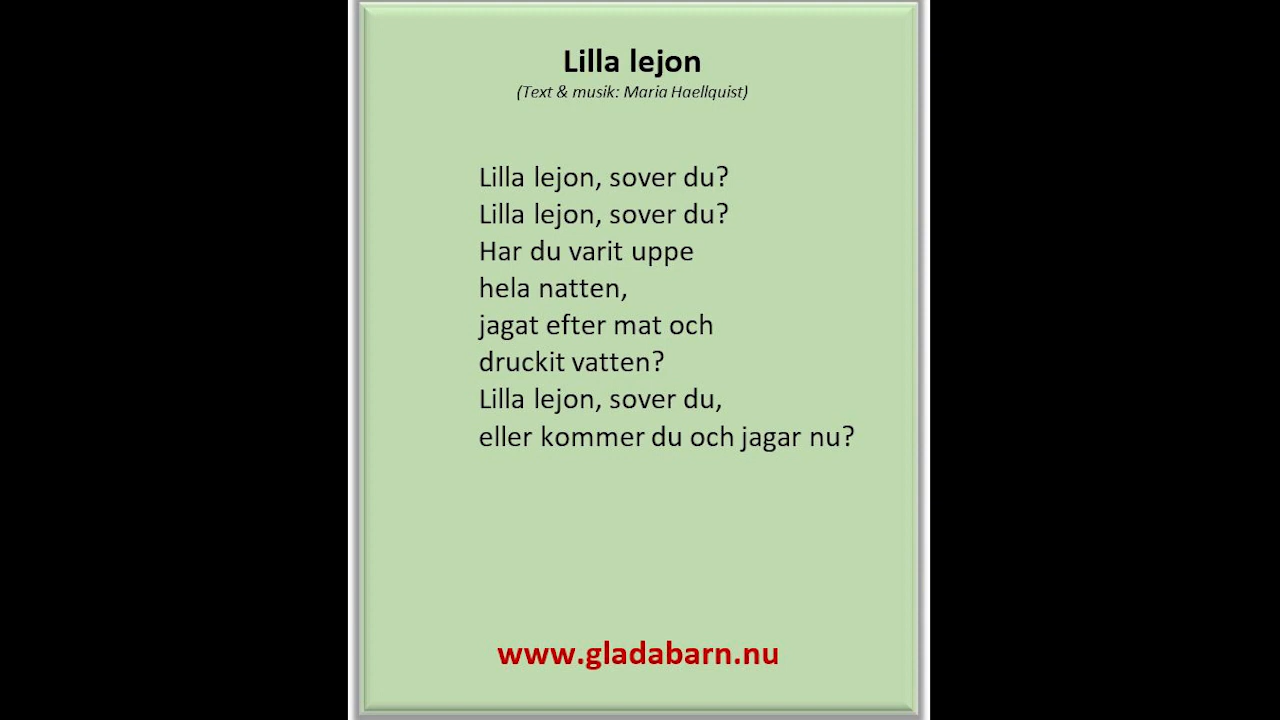 Lilla lejon
(Text & musik: Maria Haellquist)
Lilla lejon, sover du?
Lilla lejon, sover du?
Har du varit uppe
hela natten,
jagat efter mat och
druckit vatten?
Lilla lejon, sover du,
eller kommer du och jagar nu?
www.gladabarn.nu